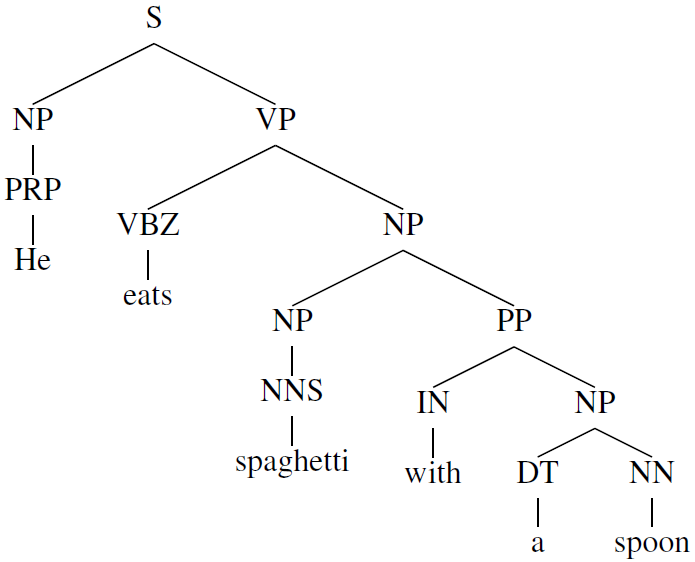 S
NP VP
PRP
VBZ NP
He
eats
NP PP
NNS
IN NP
spaghetti with DT NN
a spoon